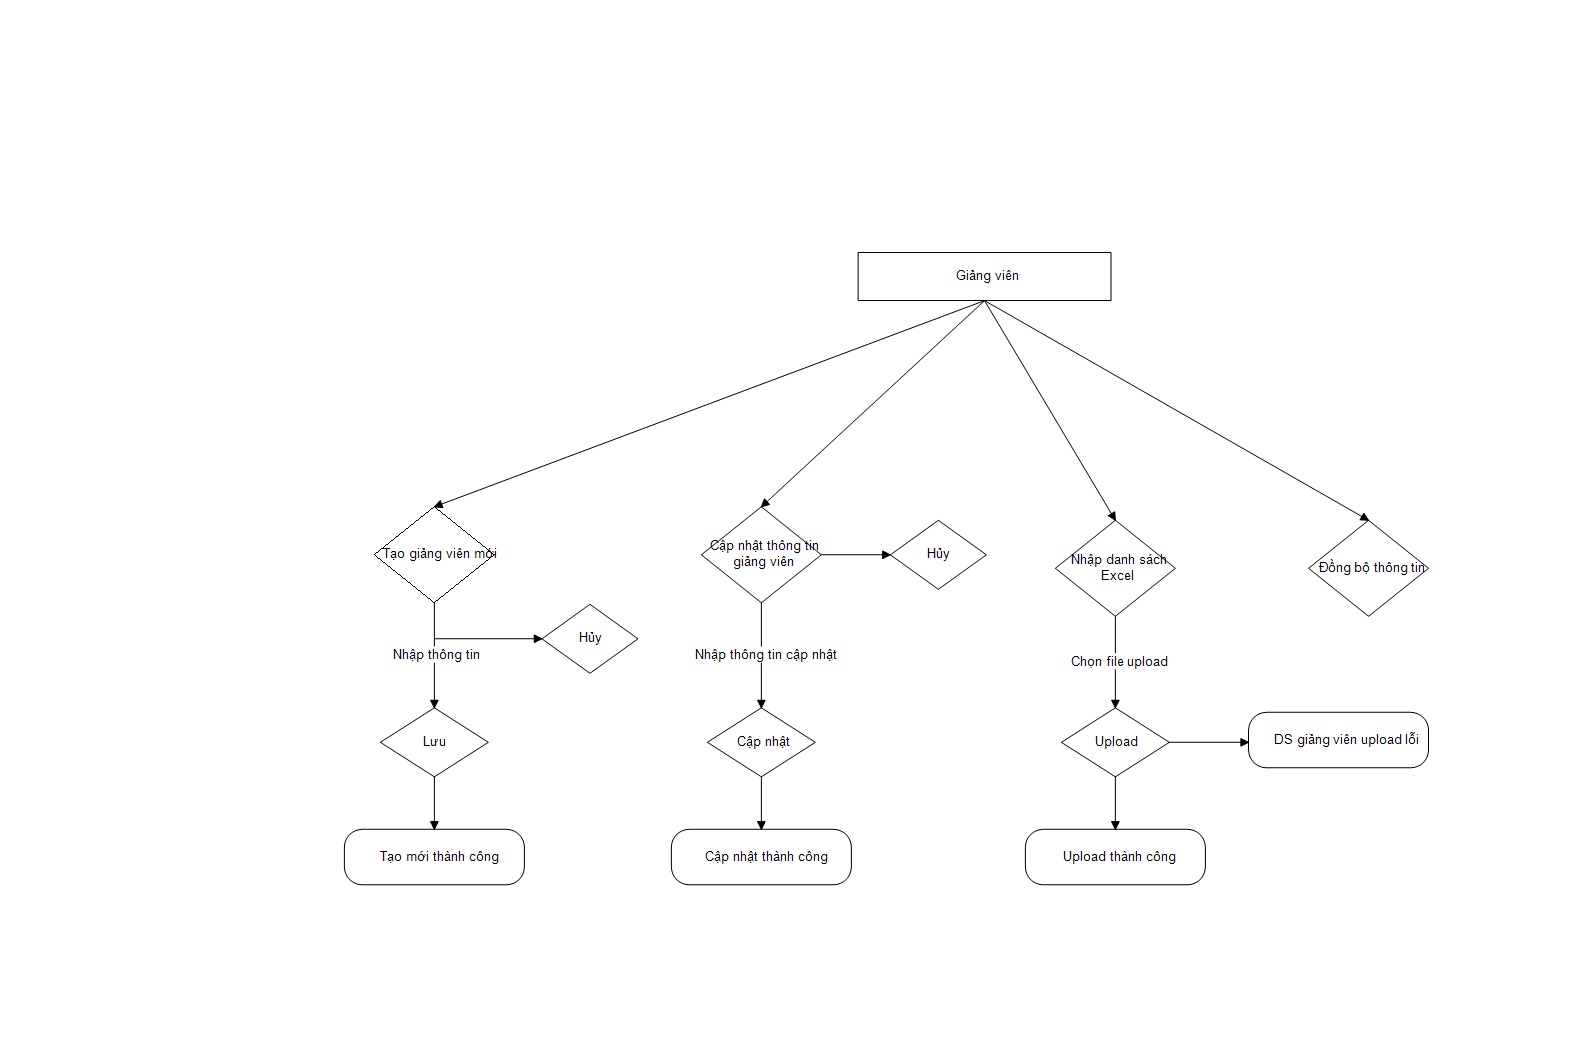 Giảng viên
Tạo giảng viên mới
Cập nhật thông tin
giảng viên
Hủy
Nhập danh sách
Excel
Đồng bộ thông tin
Hủy
Nhập thông tin
Nhập thông tin cập nhật
Chọn file upload
Lưu
Cập nhật
Upload
DS giảng viên upload lỗi
Tạo mới thành công
Cập nhật thành công
Upload thành công